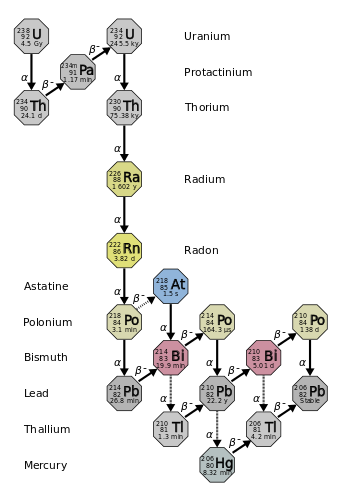 238 92 U 4.5 Gy
234 92 U 245.5 ky
Uranium
β-
234m 91 Pa 1.17 min
Protactinium
α
β-
α
234 90 Th 24.1 d
230 90 Th 75.38 ky
Thorium
α
226 88 Ra 1 602 y
Radium
α
222 86 Rn 3.82 d
Radon
α
Astatine
218 85 At 1.5 s
β-
Polonium
218 84 Po 3.1 min
α
214 84 Po 164.3 µs
210 84 Po 138 d
β-
β-
Bismuth
α
214 83 Bi 19.9 min
α
210 83 Bi 5.01 d
α
β-
β-
Lead
214 82 Pb 26.8 min
210 82 Pb 22.2 y
206 82 Pb Stable
α
β-
α
β-
Thallium
210 81 Tl 1.3 min
α
206 81 Tl 4.2 min
β-
Mercury
206 80 Hg 8.32 min